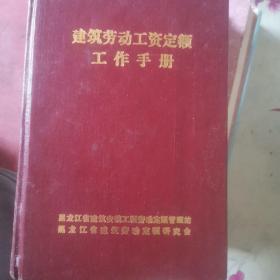 建筑劳动工资定额
工作手册
黑龙江省建筑安装工程劳动定额管理站
黑龙江省建筑劳动定额研究会